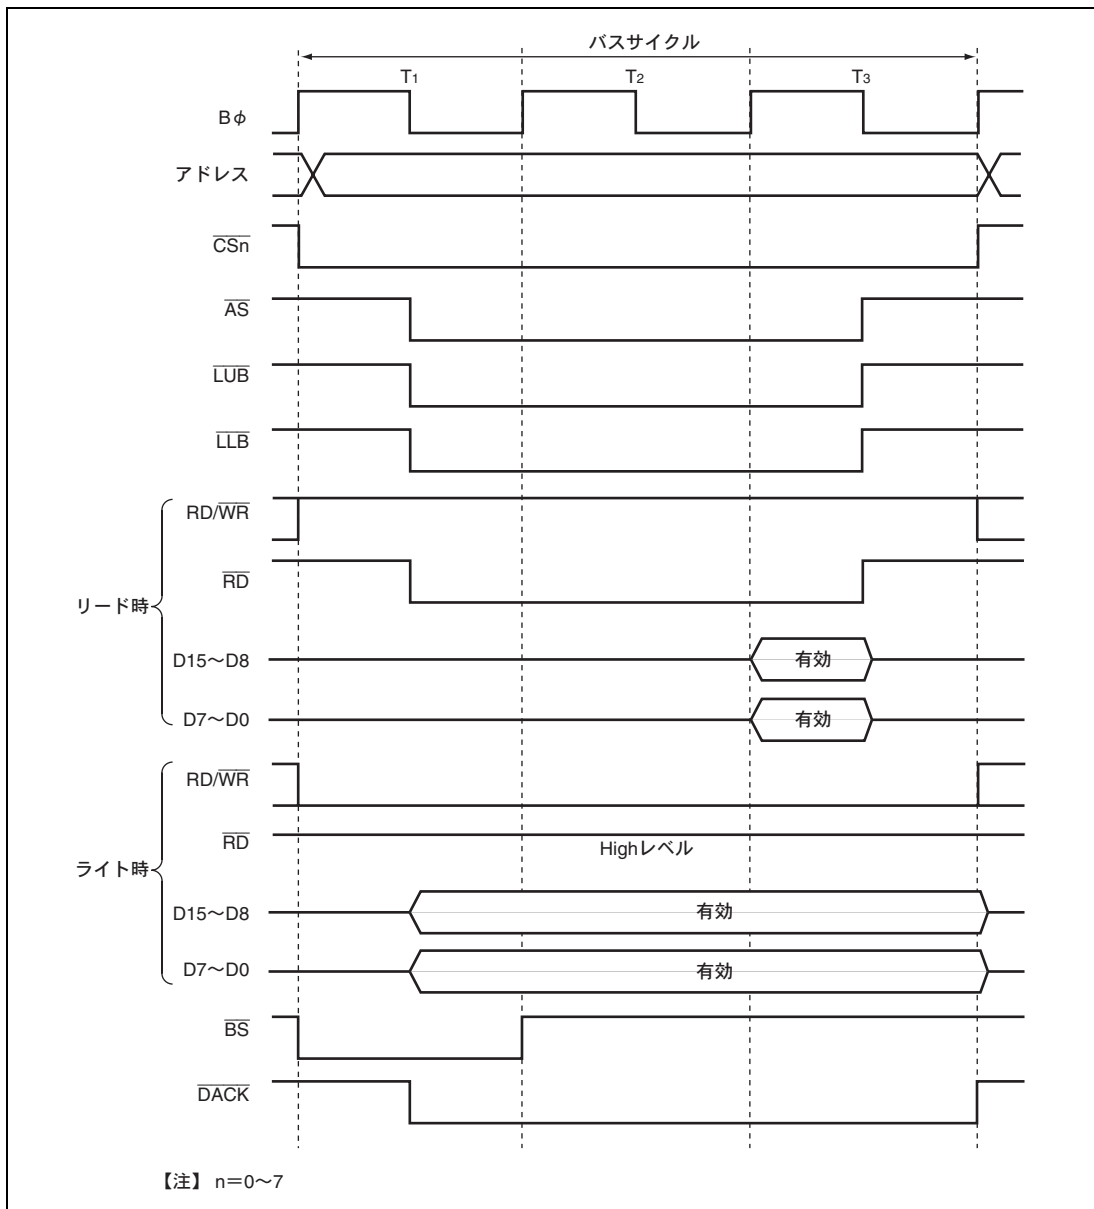 バスサイクル
T1 T2 T3
Bφ
アドレス
CSn
AS
LUB
LLB
リード時
RD/WR
RD
D15～D8 有効
D7～D0 有効
ライト時
RD/WR
RD Highレベル
D15～D8 有効
D7～D0 有効
BS
DACK
【注】 n＝0～7